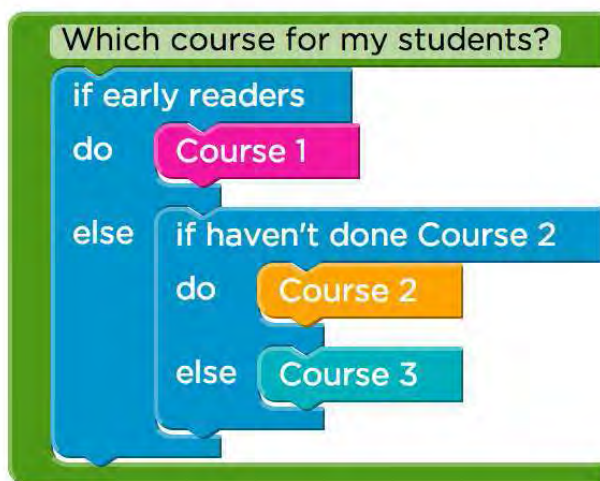 Which course for my students?
if early readers
do Course 1
else if haven't done Course 2
do Course 2
else Course 3